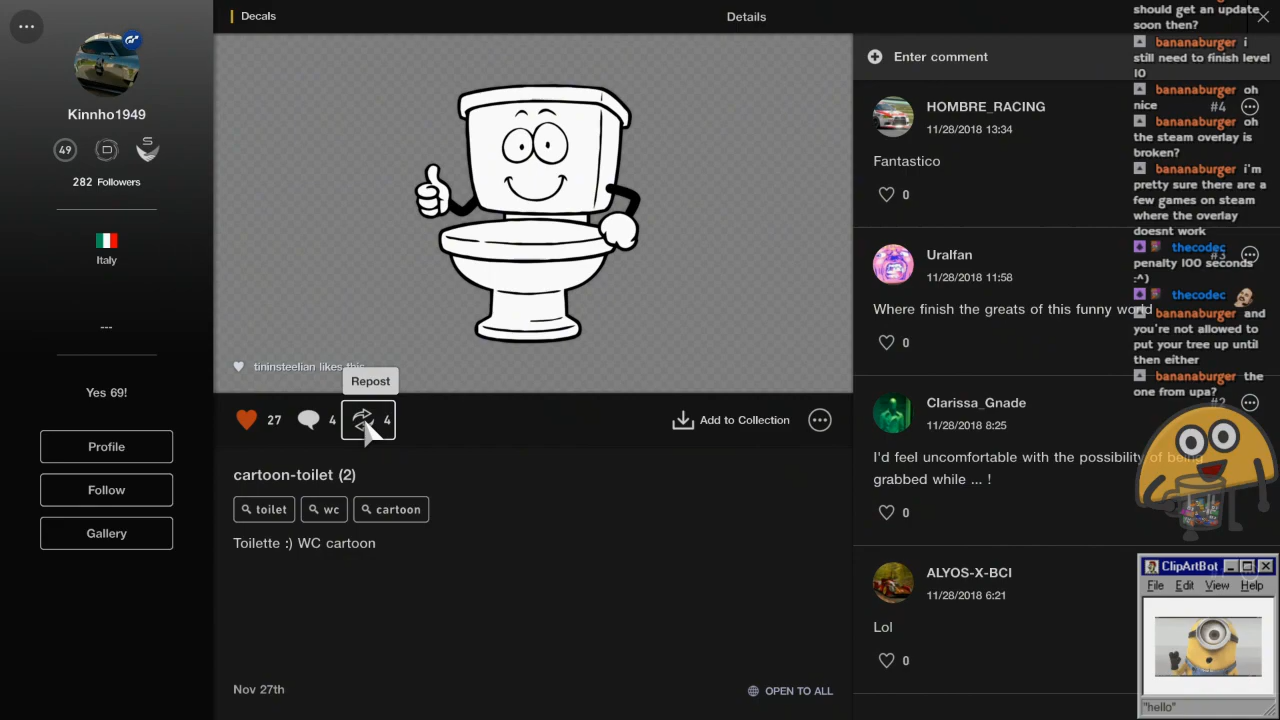 Decals
Details
Kinnho1949
49
282 Followers
Italy
---
Yes 69!
Profile
Follow
Gallery
tininsteelian likes this
Repost
27
4
4
Add to Collection
cartoon-toilet (2)
toilet
wc
cartoon
Toilette :) WC cartoon
Nov 27th
OPEN TO ALL
Enter comment
HOMBRE_RACING
#4
11/28/2018 13:34
Fantastico
0
Uralfan
#3
11/28/2018 11:58
Where finish the greats of this funny world
0
Clarissa_Gnade
#2
11/28/2018 8:25
I'd feel uncomfortable with the possibility of being
grabbed while ... !
0
ALYOS-X-BCI
11/28/2018 6:21
Lol
0
should get an update
soon then?
bananaburger i
still need to finish level
10
bananaburger oh
nice
bananaburger oh
the steam overlay is
broken?
bananaburger i'm
pretty sure there are a
few games on steam
where the overlay
doesnt work
thecodec
penalty 100 seconds
:^)
thecodec
bananaburger and
you're not allowed to
put your tree up until
then either
bananaburger the
one from upa?
ClipArtBot
File Edit View Help
"hello"